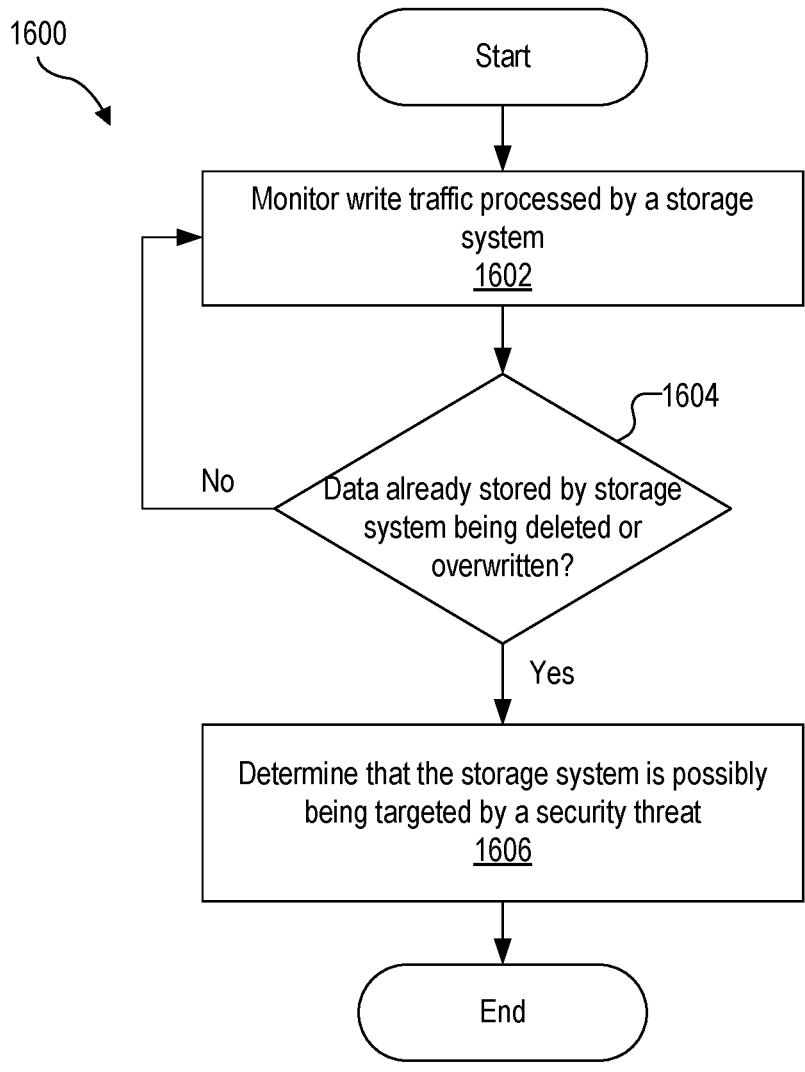 1600
Start
Monitor write traffic processed by a storage
system
1602
1604
Data already stored by storage
system being deleted or
overwritten?
No
Yes
Determine that the storage system is possibly
being targeted by a security threat
1606
End